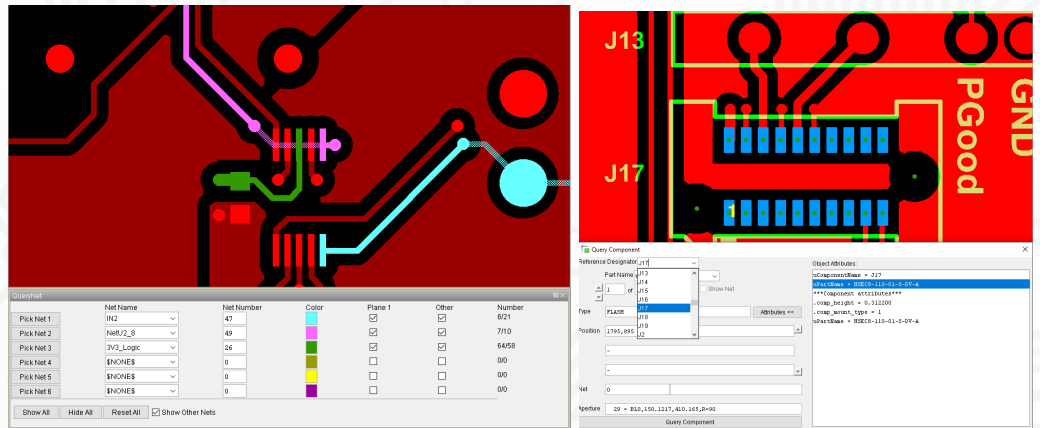 QueryNet
Net Name Net Number Color Plane 1 Other Number
Pick Net 1 IN2 47 6/21
Pick Net 2 NetU2_8 49 7/10
Pick Net 3 3V3_Logic 26 64/58
Pick Net 4 $NONE$ 0 0/0
Pick Net 5 $NONE$ 0 0/0
Pick Net 6 $NONE$ 0 0/0
Show All Hide All Reset All Show Other Nets
J13
J17
PGood
GND
1
Query Component
Reference Designator J17
Part Name
J13
J14
J15
J16
J17
J18
J19
J2
1 of
Show Net
Type FLASH
Attributes <<
Position 1795,895
-
-
Net 0
Aperture 29 = B10,150.1217,410.165,R=90
Query Component
Object Attributes:
uComponentName = J17
uPartName = HSEC8-110-01-S-DV-A
***Component attributes***
.comp_height = 0.312200
.comp_mount_type = 1
uPartName = HSEC8-110-01-S-DV-A